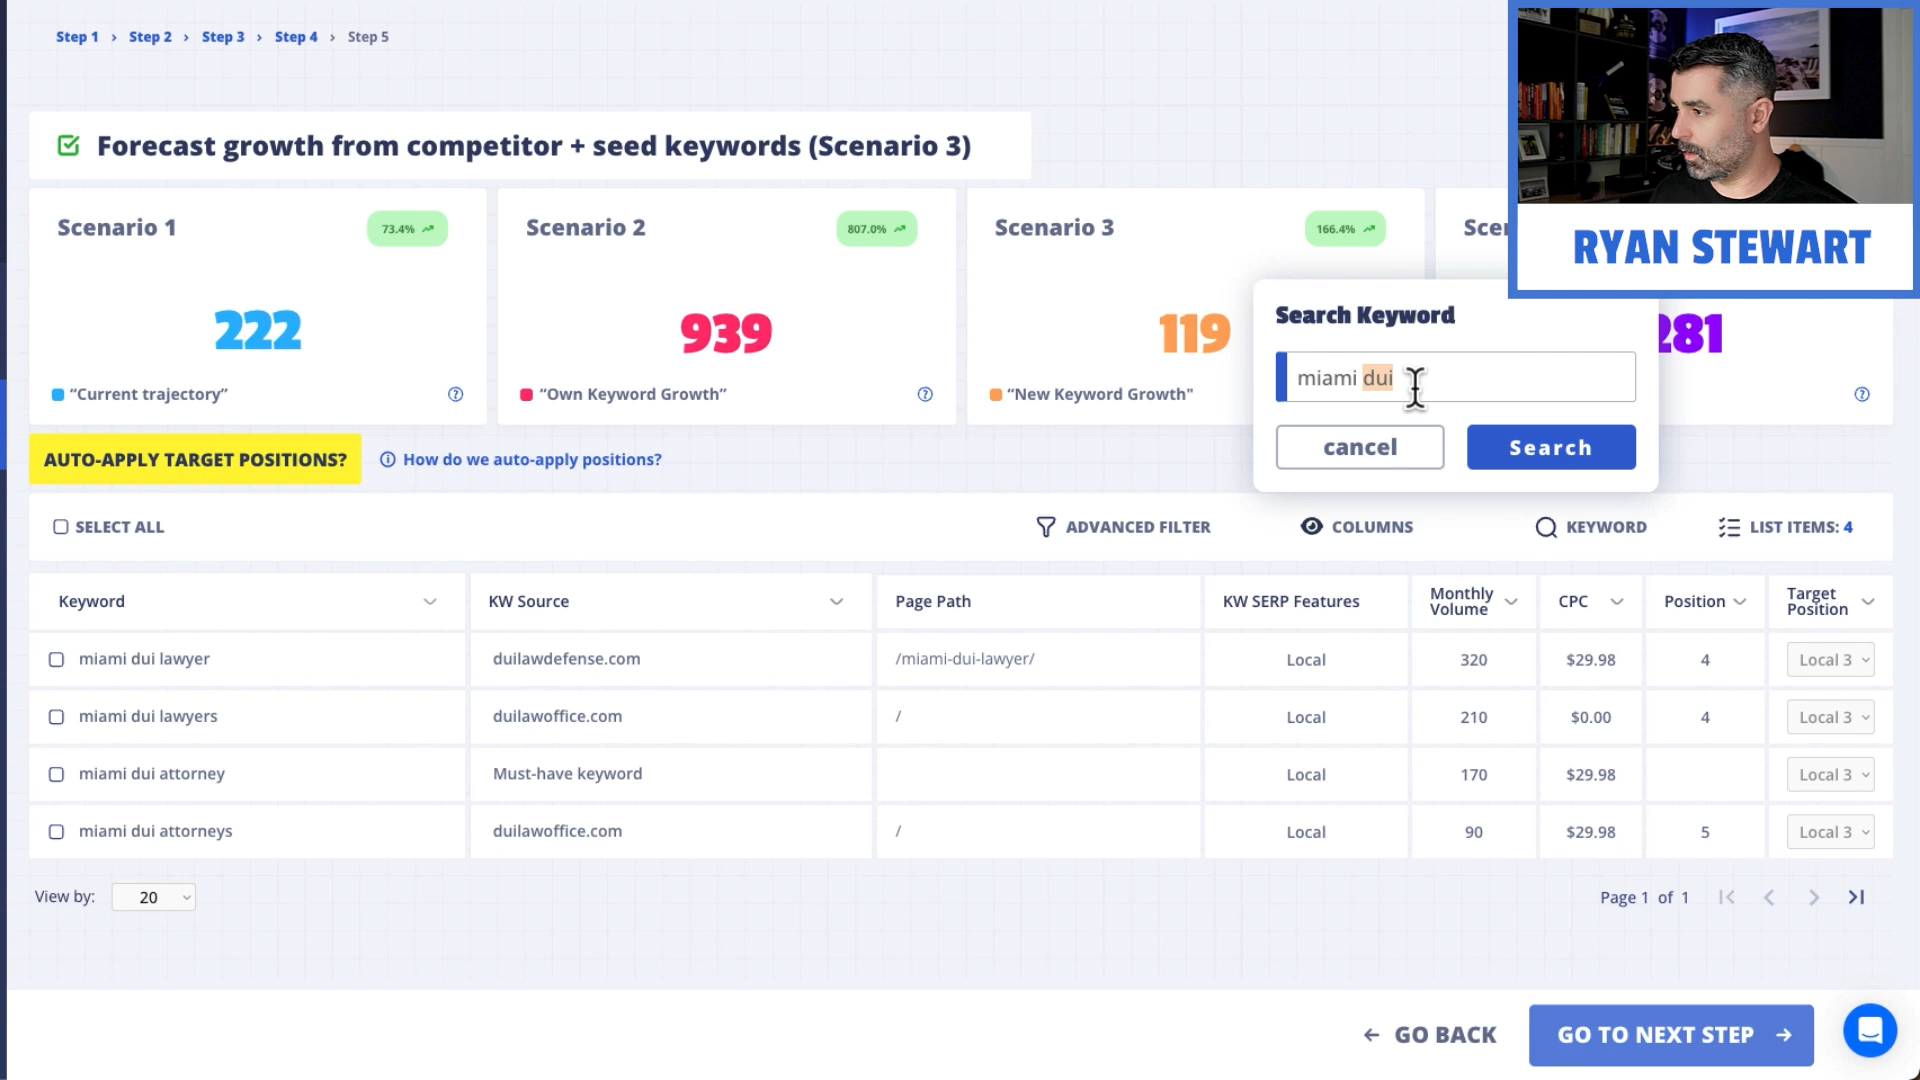 Step 1 › Step 2 › Step 3 › Step 4 › Step 5
Forecast growth from competitor + seed keywords (Scenario 3)
Scenario 1 73.4%
222
“Current trajectory”
Scenario 2 807.0%
939
“Own Keyword Growth”
Scenario 3 166.4%
119
“New Keyword Growth"
281
RYAN STEWART
Search Keyword
miami dui
cancel Search
AUTO-APPLY TARGET POSITIONS? How do we auto-apply positions?
SELECT ALL ADVANCED FILTER COLUMNS KEYWORD LIST ITEMS: 4
Keyword KW Source Page Path KW SERP Features Monthly Volume CPC Position Target Position
miami dui lawyer duilawdefense.com /miami-dui-lawyer/ Local 320 $29.98 4 Local 3
miami dui lawyers duilawoffice.com / Local 210 $0.00 4 Local 3
miami dui attorney Must-have keyword Local 170 $29.98 Local 3
miami dui attorneys duilawoffice.com / Local 90 $29.98 5 Local 3
View by: 20 Page 1 of 1
GO BACK GO TO NEXT STEP